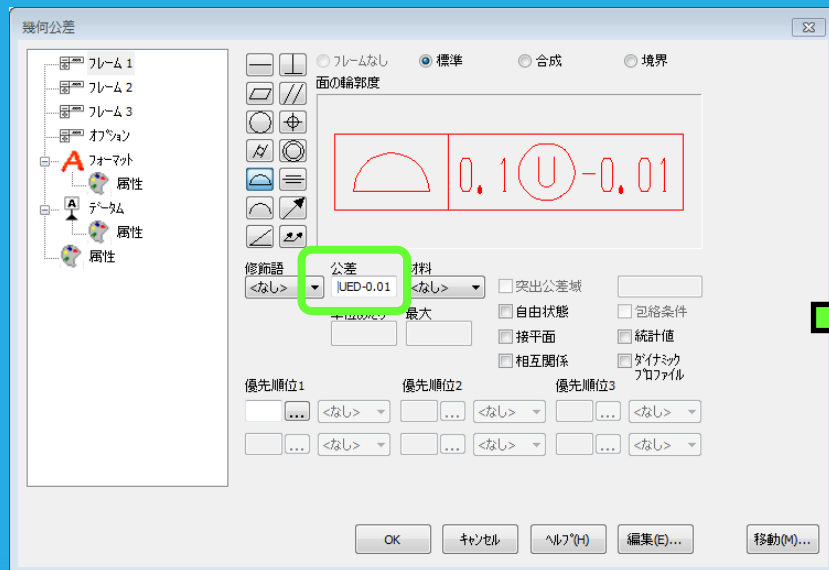 幾何公差
フレーム 1
フレーム 2
フレーム 3
オプション
フォーマット
属性
データム
属性
属性
フレームなし 標準 合成 境界
面の輪郭度
0.1 U -0.01
修飾語 公差 材料
<なし> UED-0.01 <なし> 突出公差域
単位あたり 最大 自由状態 包絡条件
接平面 統計値
相互関係 ダイナミック
プロファイル
優先順位1 優先順位2 優先順位3
... <なし> ... <なし> ... <なし>
... <なし> ... <なし> ... <なし>
OK キャンセル ヘルプ(H) 編集(E)... 移動(M)...